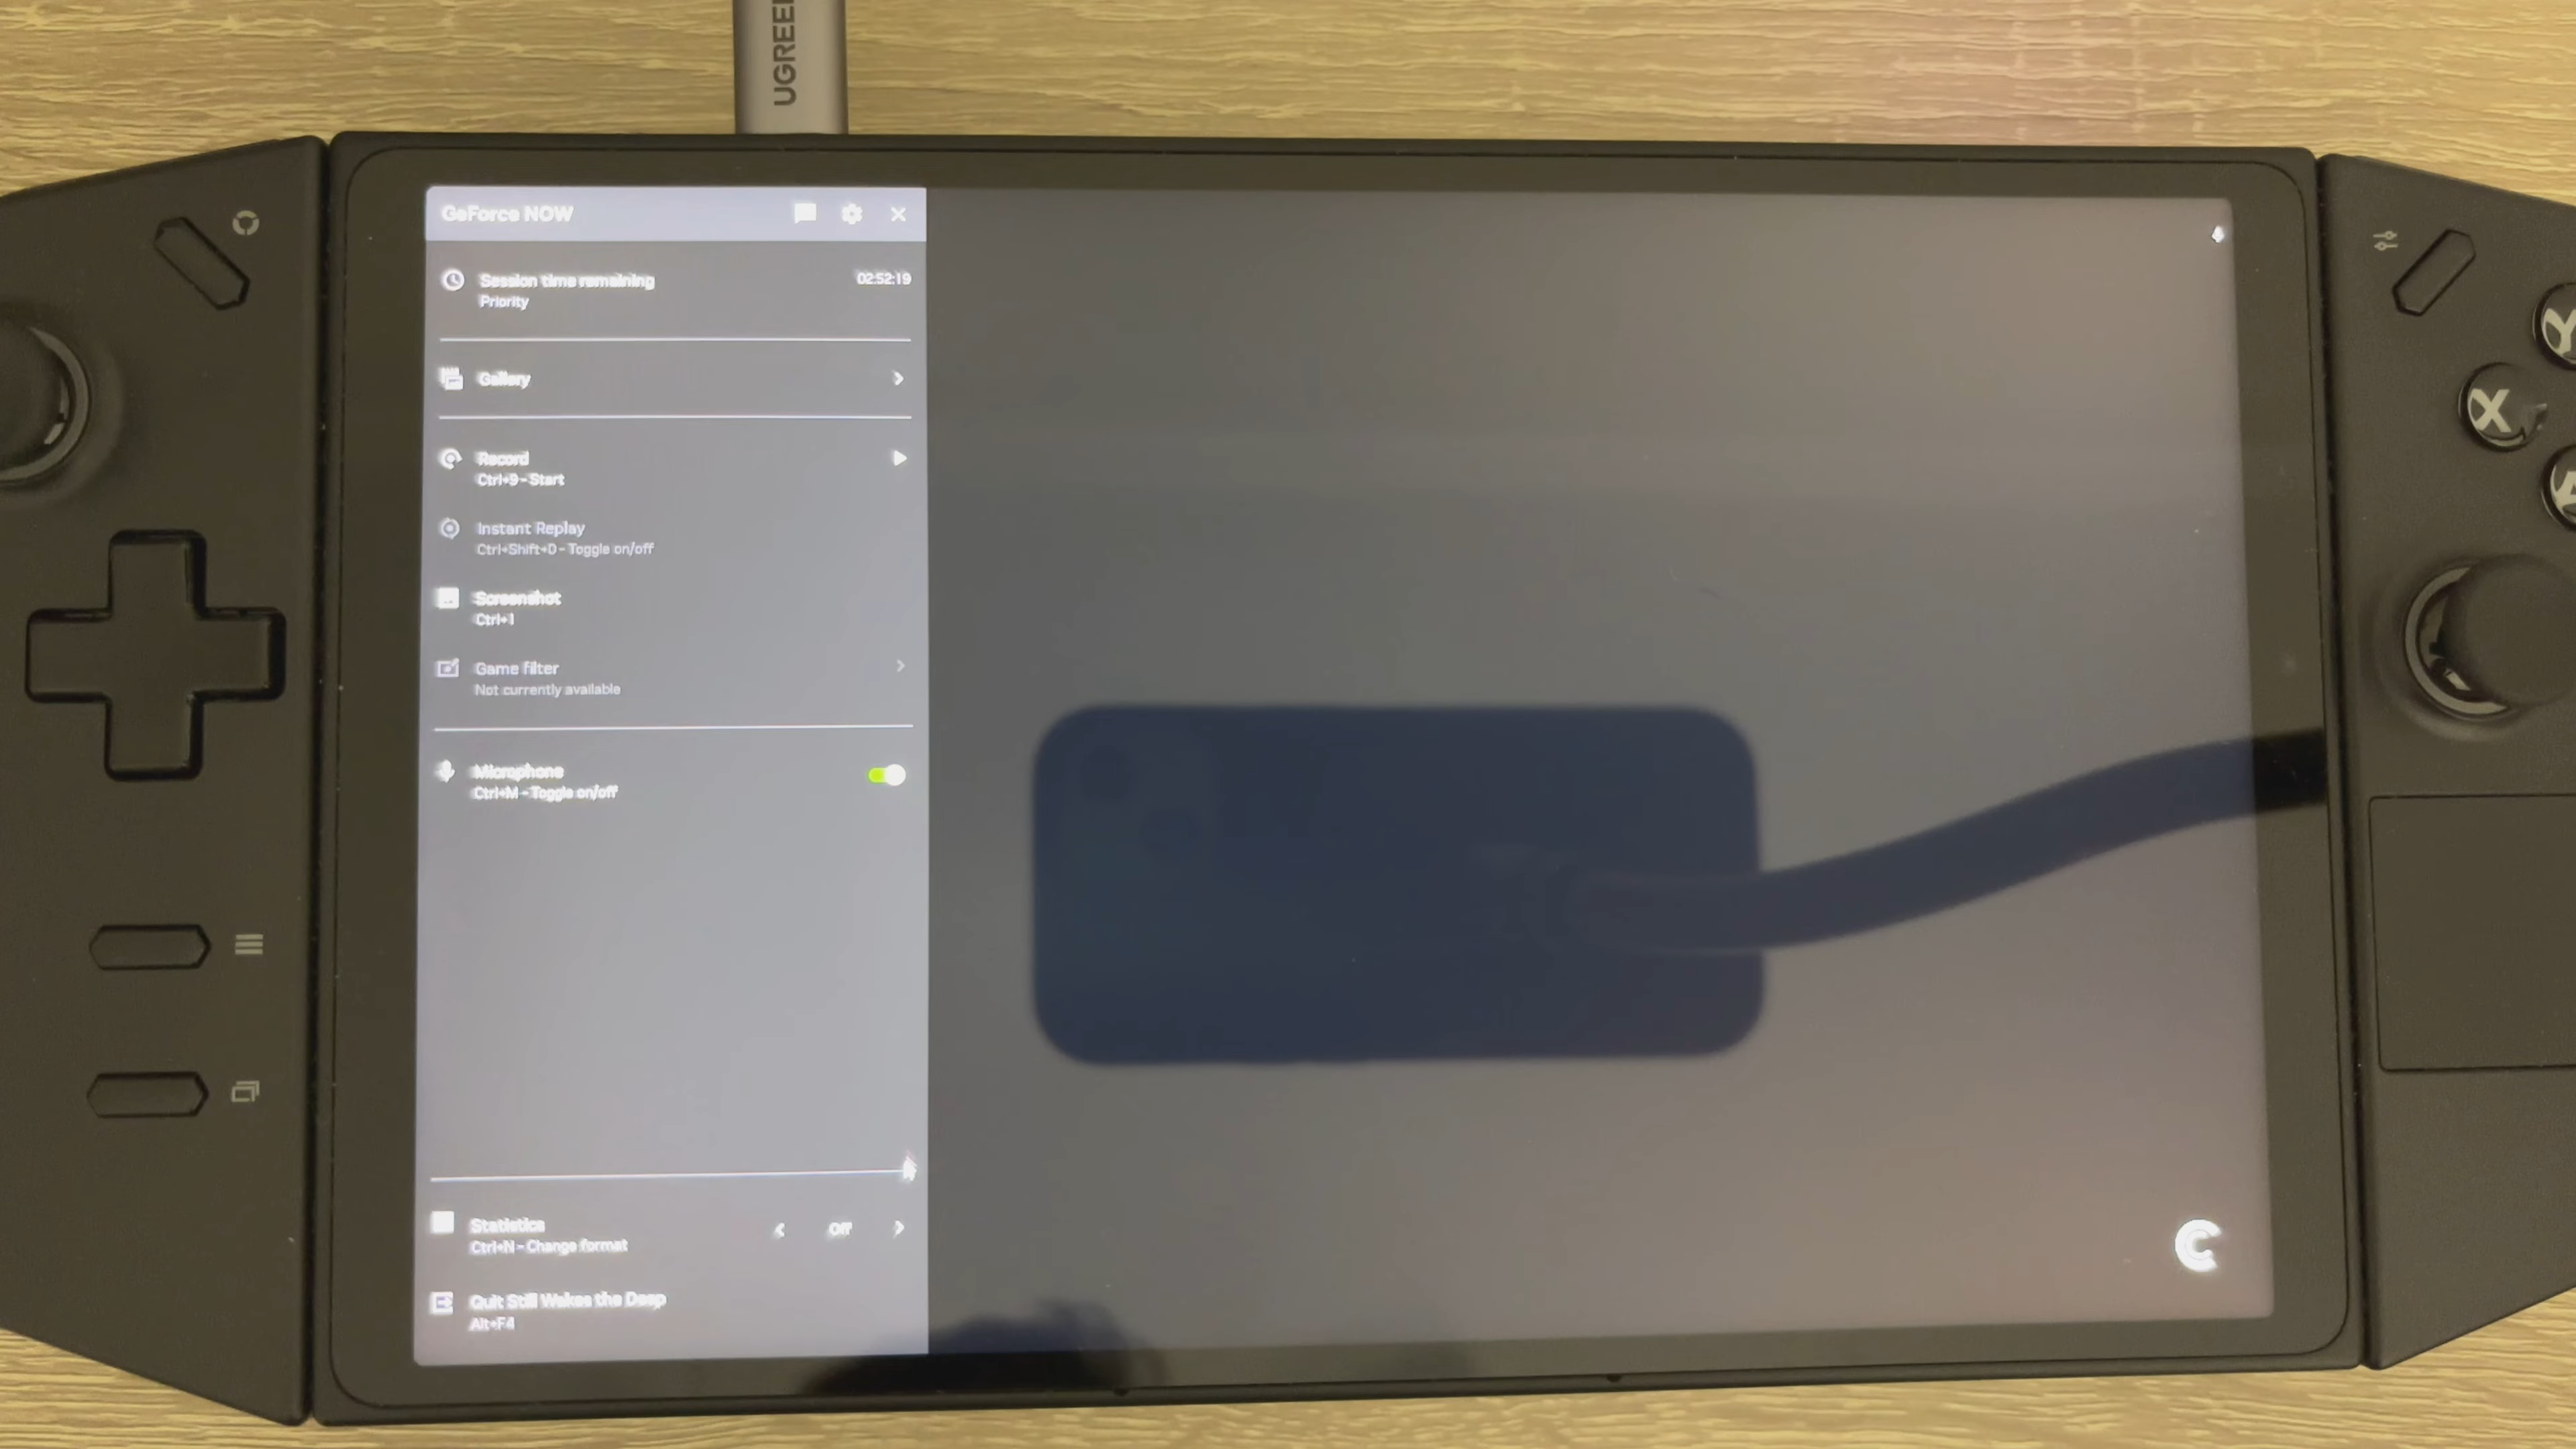 UGREEN
GeForce NOW
Session time remaining
02:52:19
Priority
Gallery
Record
Ctrl+9 - Start
Instant Replay
Ctrl+Shift+D - Toggle on/off
Screenshot
Ctrl+1
Game filter
Not currently available
Microphone
Ctrl+M - Toggle on/off
Statistics
Off
Ctrl+N - Change format
Quit Still Wakes the Deep
Alt+F4
Y
X
A